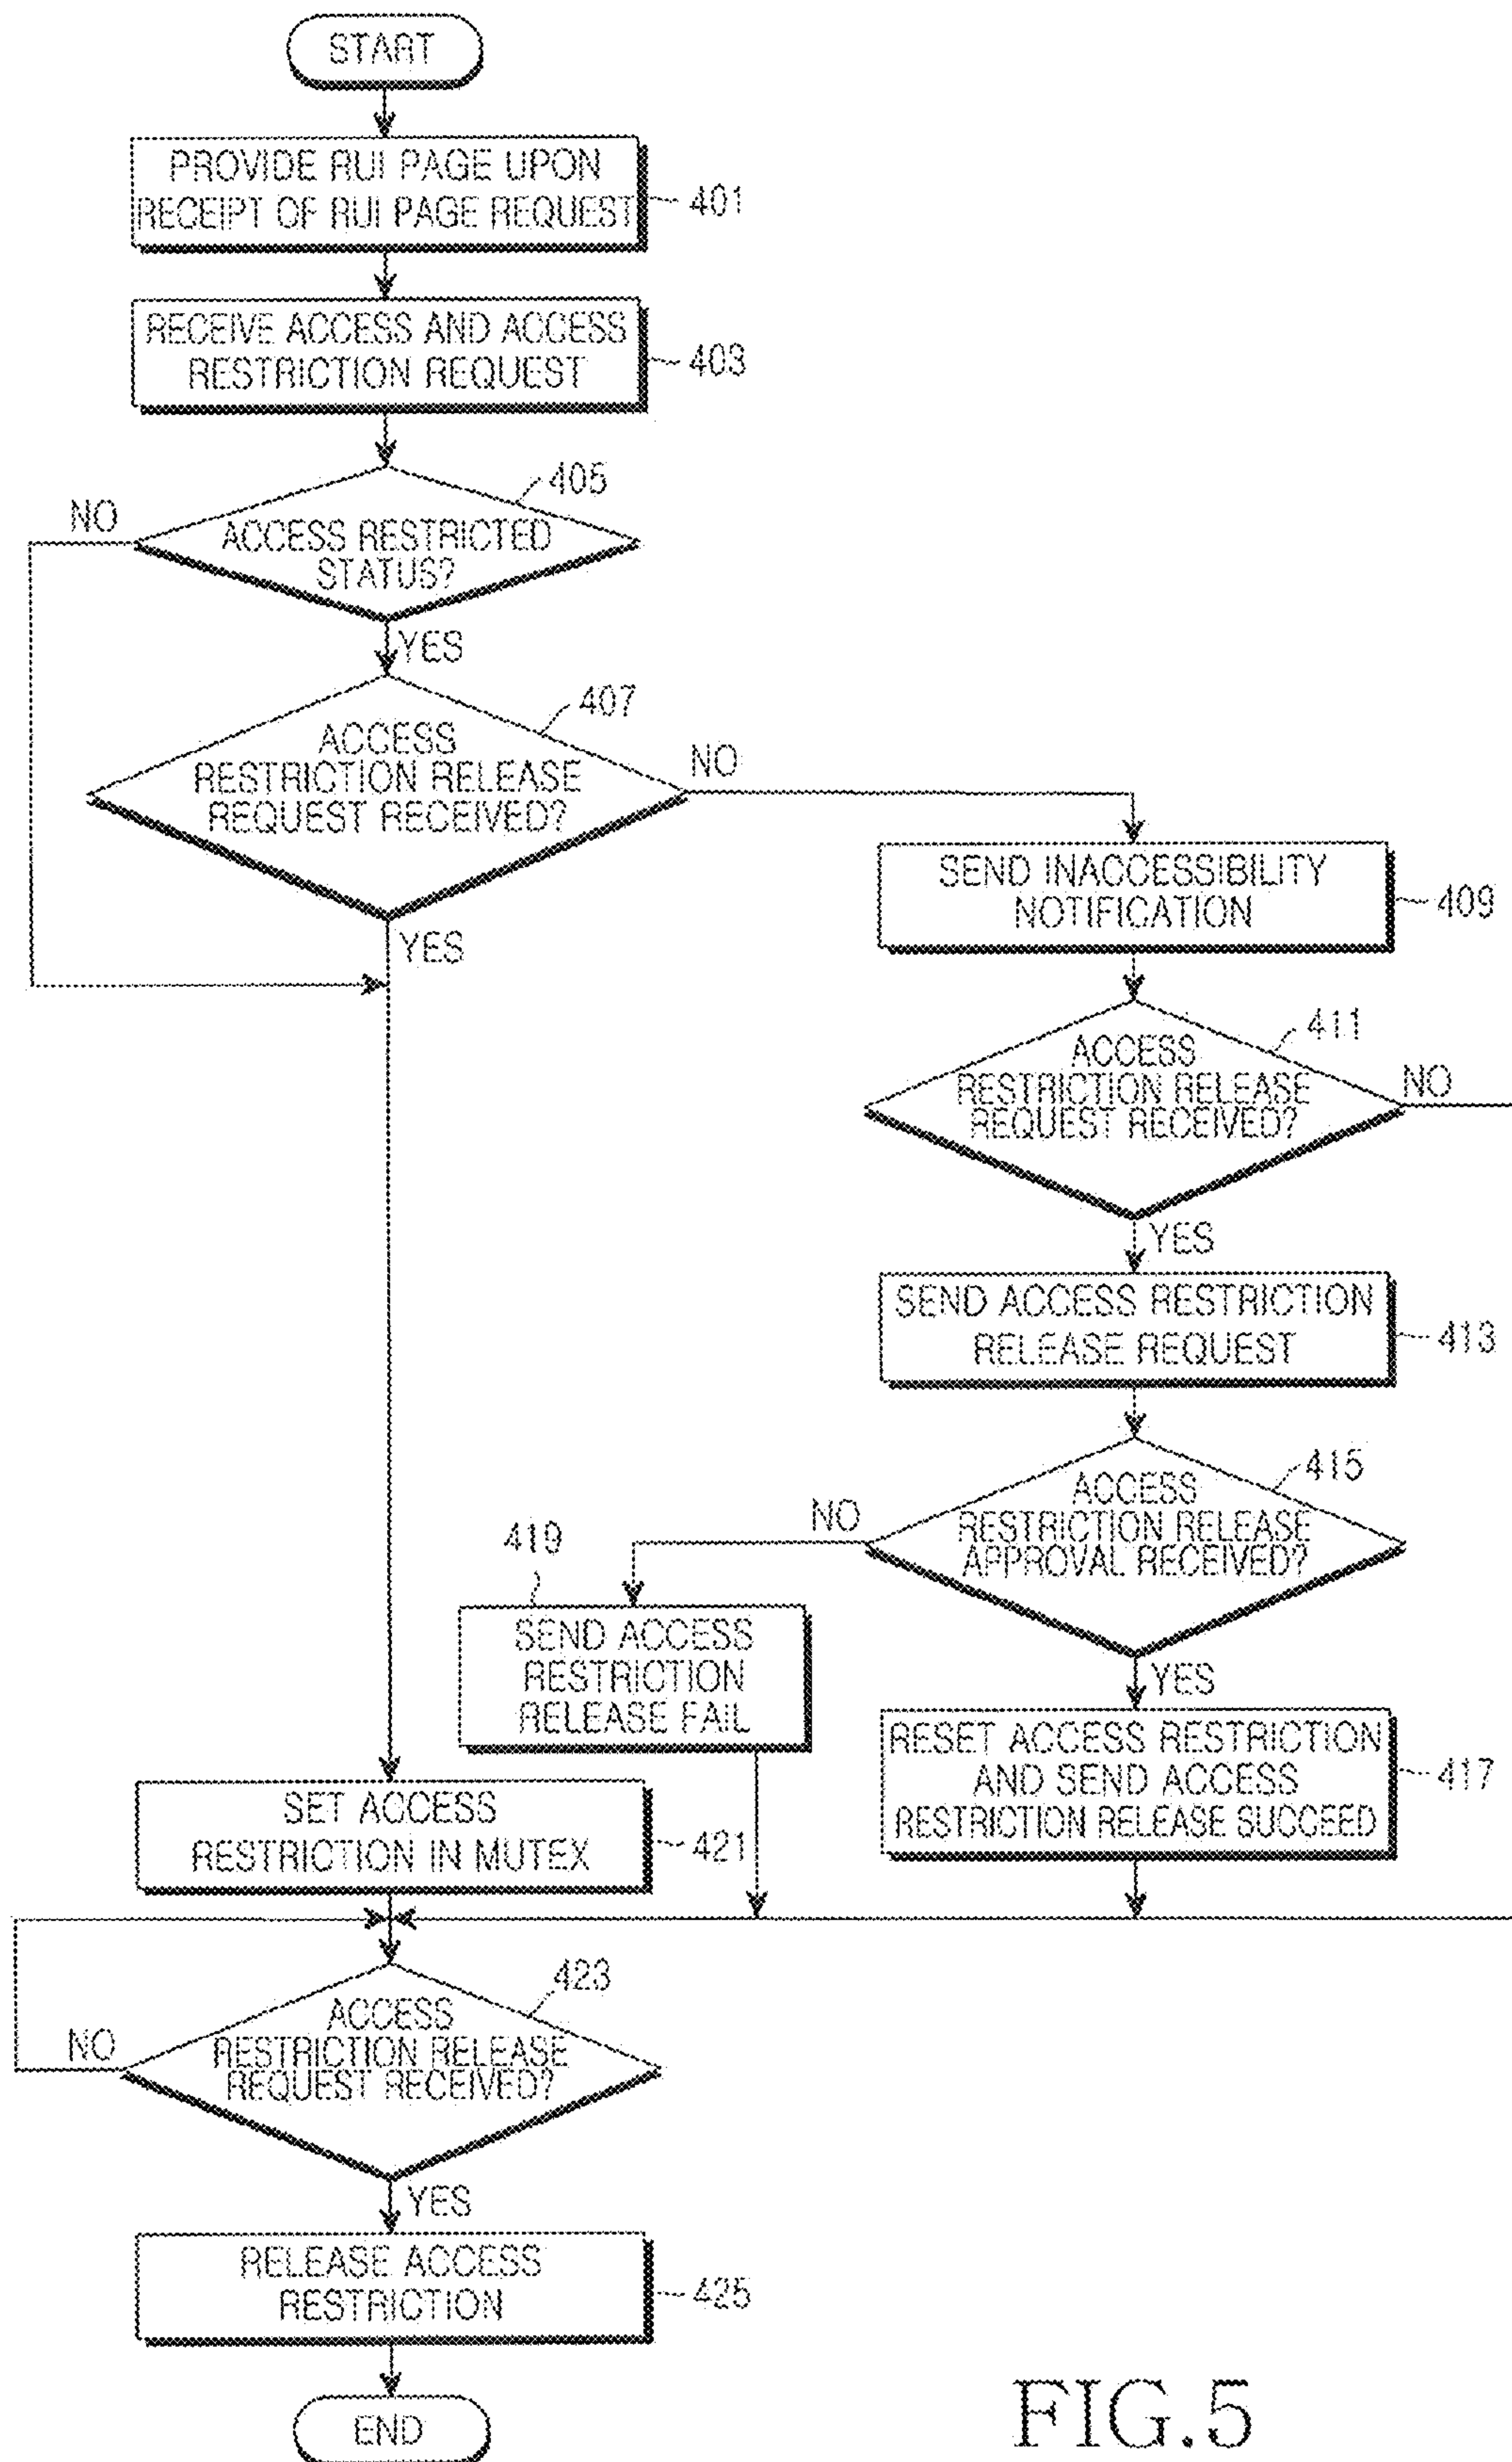 START
PROVIDE RUI PAGE UPON
RECEIPT OF RUI PAGE REQUEST
401
RECEIVE ACCESS AND ACCESS
RESTRICTION REQUEST
403
405
NO
ACCESS RESTRICTED
STATUS?
YES
407
ACCESS
RESTRICTION RELEASE
REQUEST RECEIVED?
NO
YES
SEND INACCESSIBILITY
NOTIFICATION
409
411
ACCESS
RESTRICTION RELEASE
REQUEST RECEIVED?
NO
YES
SEND ACCESS RESTRICTION
RELEASE REQUEST
413
415
ACCESS
RESTRICTION RELEASE
APPROVAL RECEIVED?
NO
YES
419
SEND ACCESS
RESTRICTION
RELEASE FAIL
RESET ACCESS RESTRICTION
AND SEND ACCESS
RESTRICTION RELEASE SUCCEED
417
SET ACCESS
RESTRICTION IN MUTEX
421
423
ACCESS
RESTRICTION RELEASE
REQUEST RECEIVED?
NO
YES
RELEASE ACCESS
RESTRICTION
425
END
FIG.5